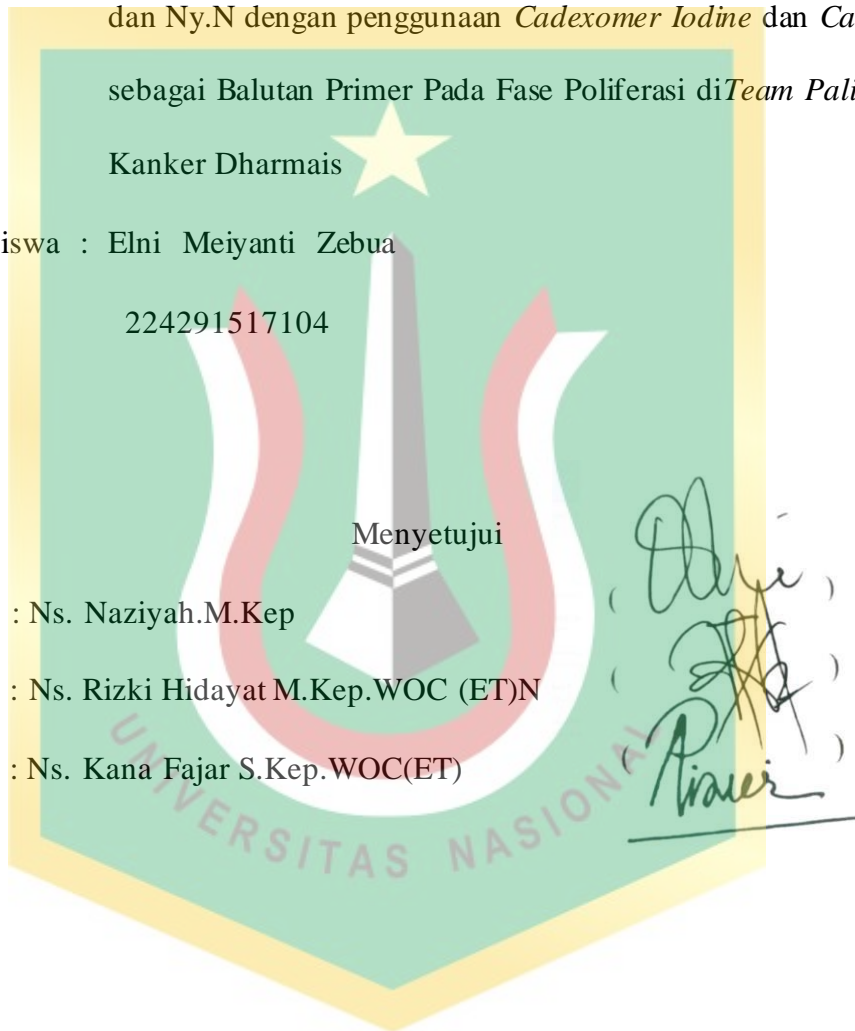 dan Ny.N dengan penggunaan Cadexomer Iodine dan Ca
sebagai Balutan Primer Pada Fase Poliferasi diTeam Pali
Kanker Dharmais
iswa : Elni Meiyanti Zebua
224291517104
Menyetujui
: Ns. Naziyah.M.Kep ( )
: Ns. Rizki Hidayat M.Kep.WOC (ET)N ( )
: Ns. Kana Fajar S.Kep.WOC(ET) ( )
UNIVERSITAS NASIONAL